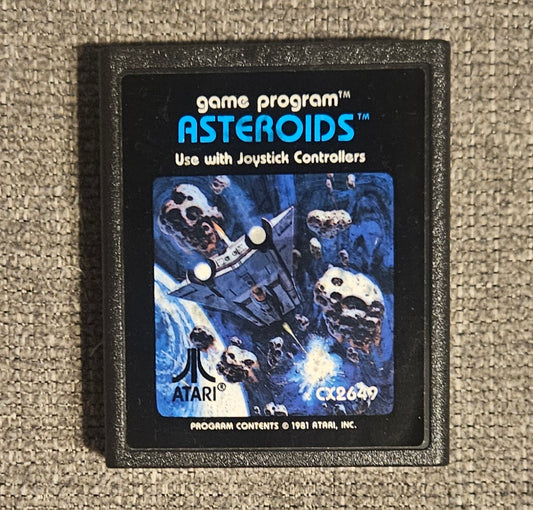 game program™
ASTEROIDS™
Use with Joystick Controllers
ATARI®
CX2649
PROGRAM CONTENTS © 1981 ATARI, INC.